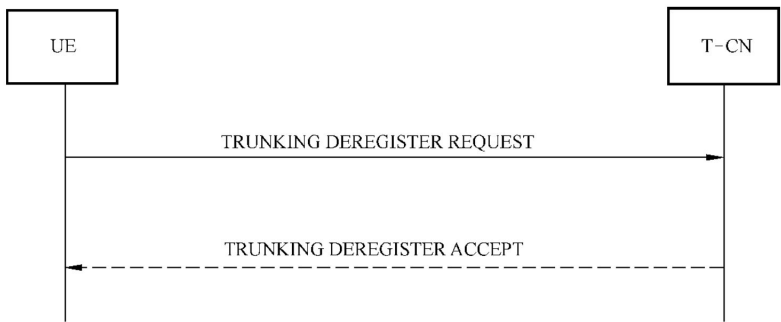 UE
T-CN
TRUNKING DEREGISTER REQUEST
TRUNKING DEREGISTER ACCEPT